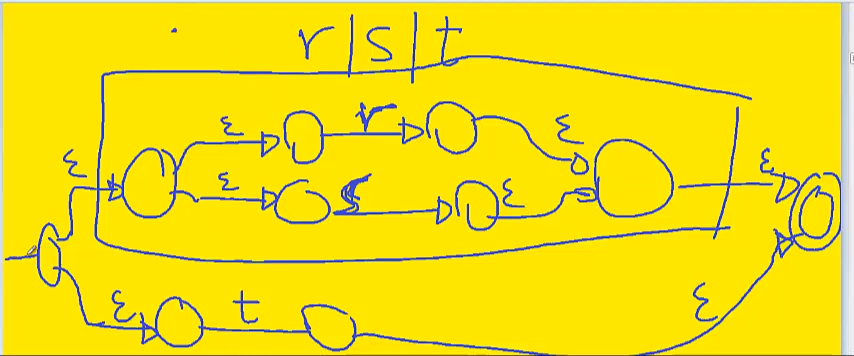 r|s|t
ε r ε
ε ε
ε s ε
ε t ε